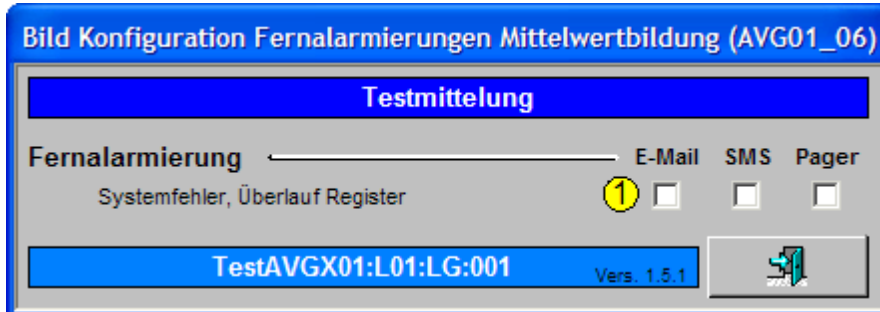 Bild Konfiguration Fernalarmierungen Mittelwertbildung (AVG01_06)
Testmittelung
Fernalarmierung E-Mail SMS Pager
Systemfehler, Überlauf Register 1
TestAVGX01:L01:LG:001 Vers. 1.5.1